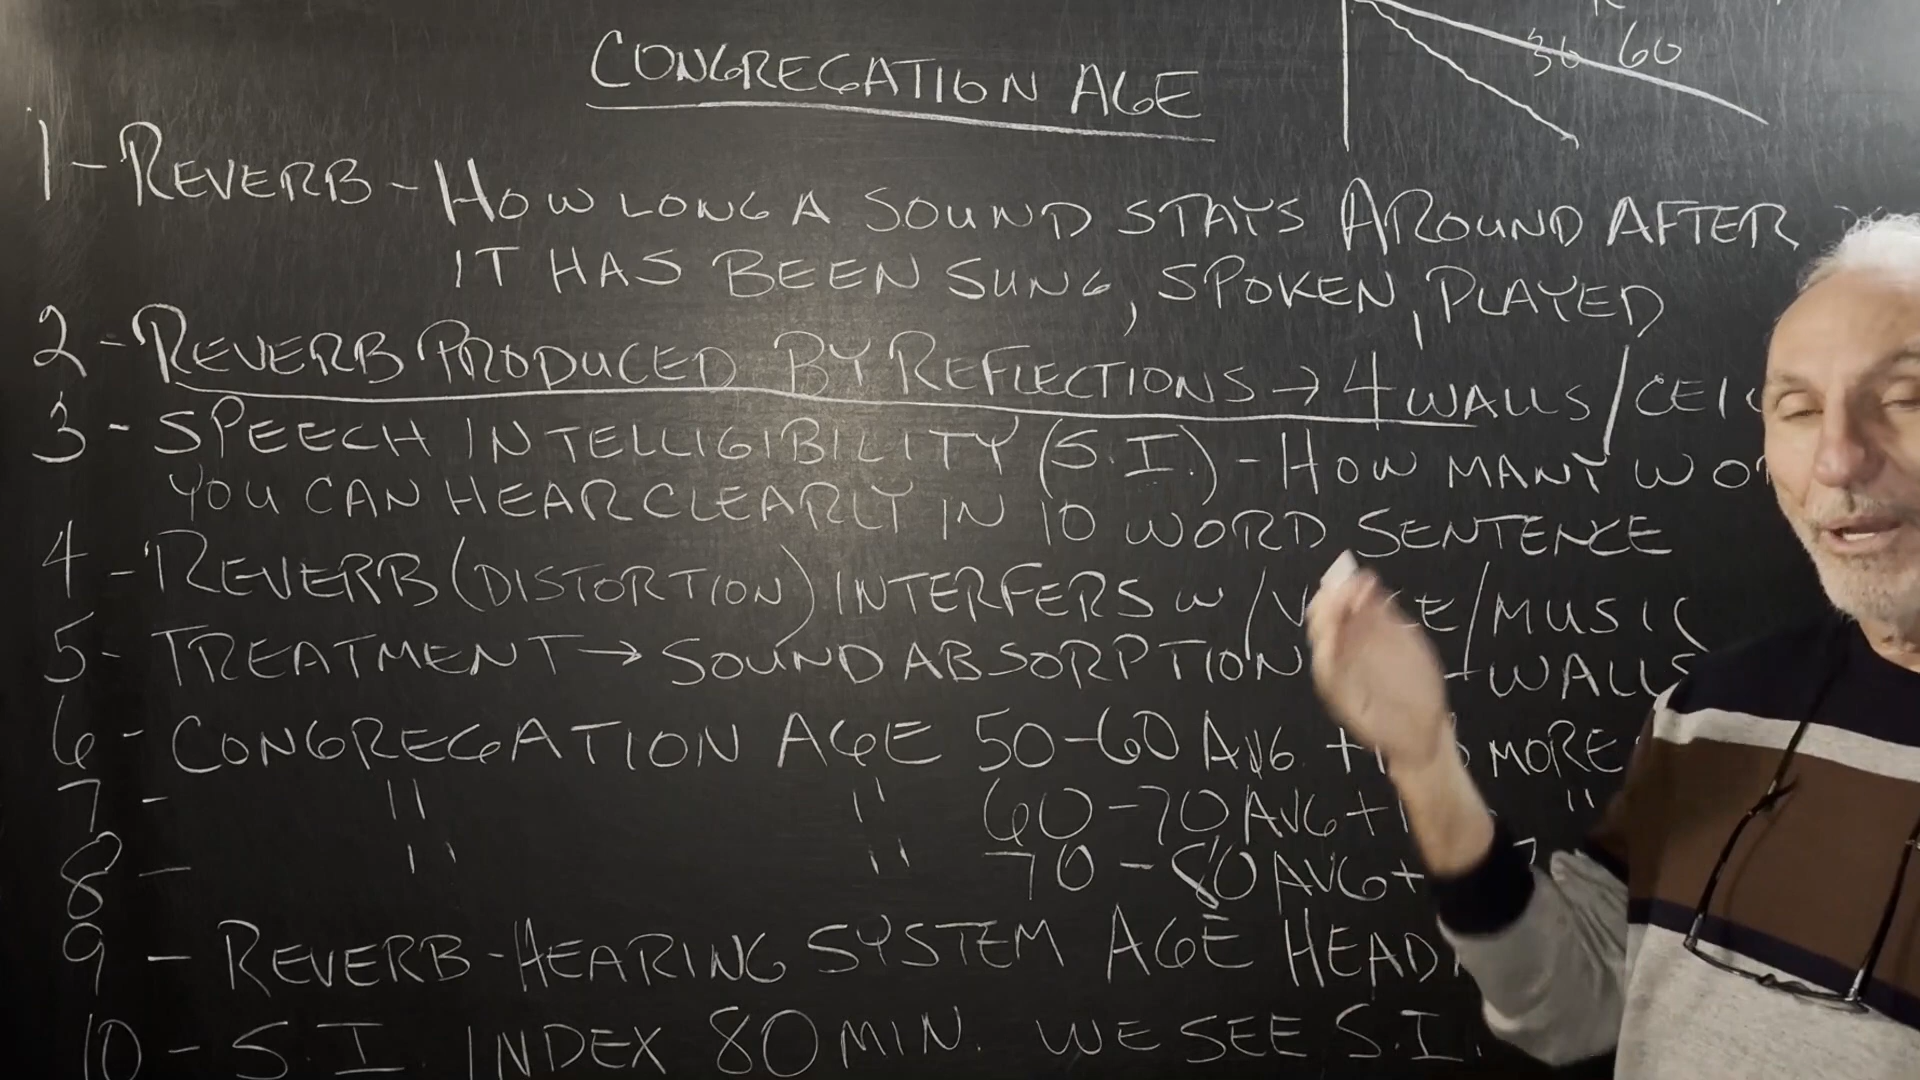 30 60
CONGREGATION AGE
1 - REVERB - HOW LONG A SOUND STAYS AROUND AFTER
IT HAS BEEN SUNG, SPOKEN, PLAYED
2 - REVERB PRODUCED BY REFLECTIONS → 4 WALLS /
3 - SPEECH INTELLIGIBILITY (S.I.) - HOW MANY
YOU CAN HEAR CLEARLY IN 10 WORD SENTENCE
4 - REVERB (DISTORTION) INTERFERS W / /MUSIC
5 - TREATMENT → SOUND ABSORPTION WALLS
6 - CONGREGATION AGE 50-60 AVG. + MORE
7 - " " 60-70 AVG + "
8 - " " 70-80 AVG +
9 - REVERB-HEARING SYSTEM AGE
10 - S.I. INDEX 80 MIN. WE SEE S.I.